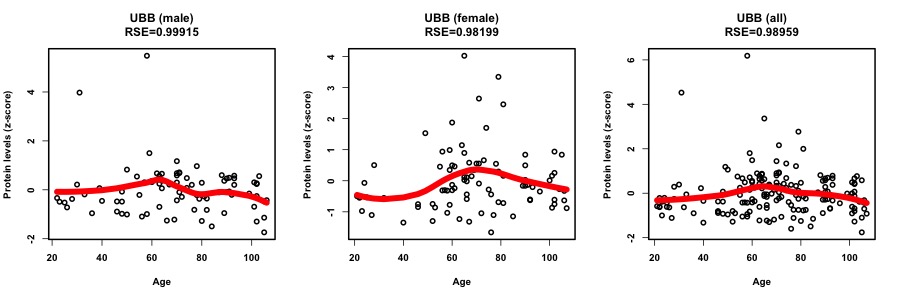 UBB (male)
RSE=0.99915
Protein levels (z-score)
4
2
0
-2
20 40 60 80 100
Age
UBB (female)
RSE=0.98199
Protein levels (z-score)
4
3
2
1
0
-1
20 40 60 80 100
Age
UBB (all)
RSE=0.98959
Protein levels (z-score)
6
4
2
0
-2
20 40 60 80 100
Age